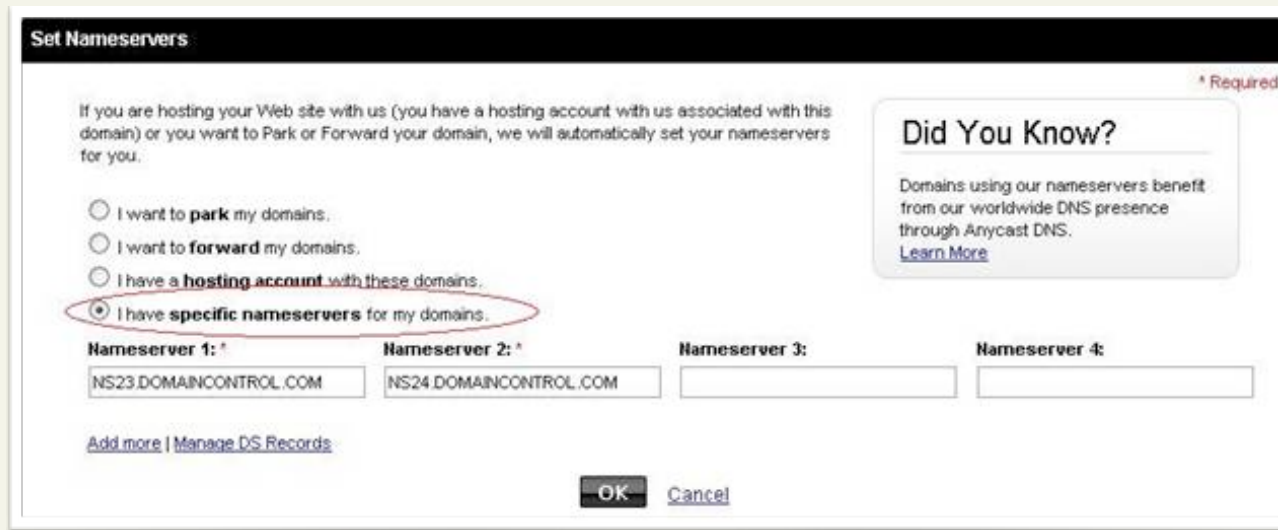 Set Nameservers
* Required
If you are hosting your Web site with us (you have a hosting account with us associated with this
domain) or you want to Park or Forward your domain, we will automatically set your nameservers
for you.
I want to park my domains.
I want to forward my domains.
I have a hosting account with these domains.
I have specific nameservers for my domains.
Did You Know?
Domains using our nameservers benefit
from our worldwide DNS presence
through Anycast DNS.
Learn More
Nameserver 1: * Nameserver 2: * Nameserver 3: Nameserver 4:
NS23.DOMAINCONTROL.COM NS24.DOMAINCONTROL.COM
Add more | Manage DS Records
OK Cancel